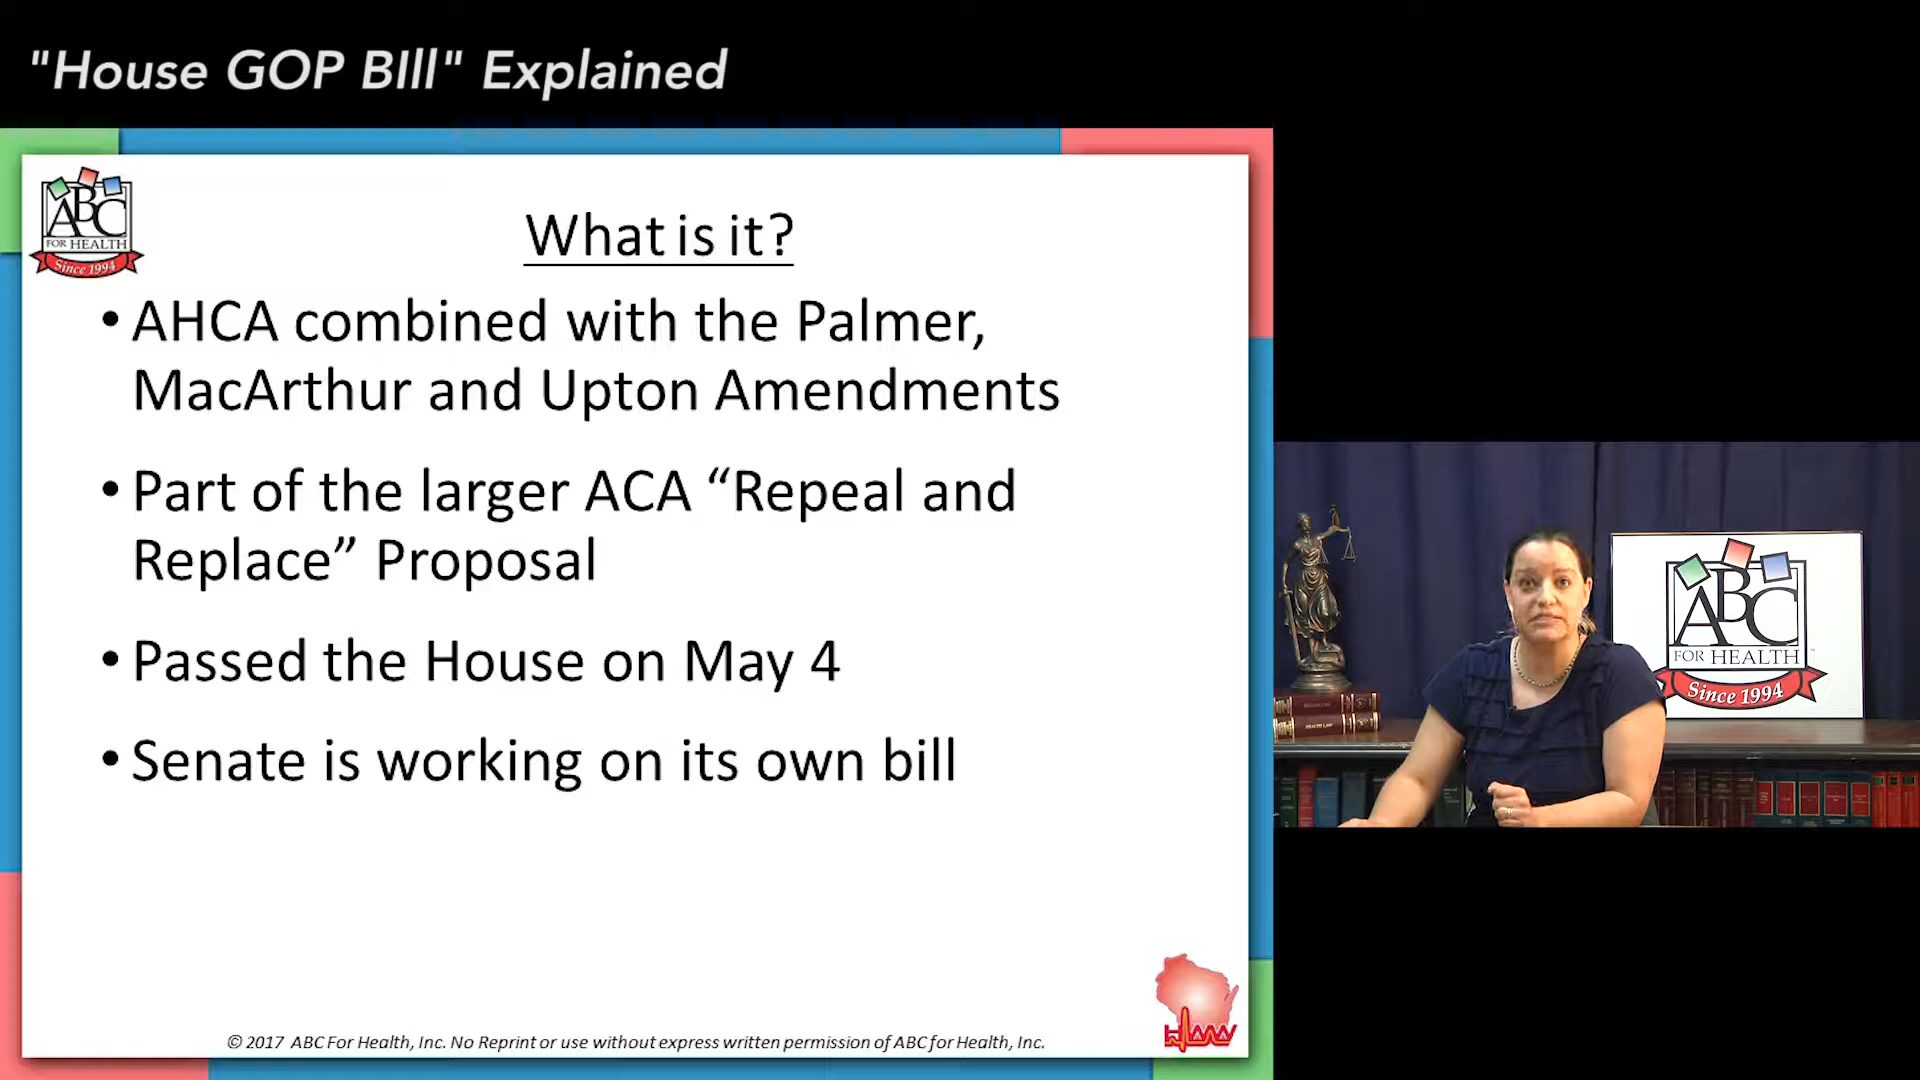 "House GOP BIll" Explained
ABC
FOR HEALTH
Since 1994
What is it?
• AHCA combined with the Palmer,
MacArthur and Upton Amendments
• Part of the larger ACA “Repeal and
Replace” Proposal
• Passed the House on May 4
• Senate is working on its own bill
© 2017 ABC For Health, Inc. No Reprint or use without express written permission of ABC for Health, Inc.
ABC
FOR HEALTH
Since 1994
HEALTH LAW